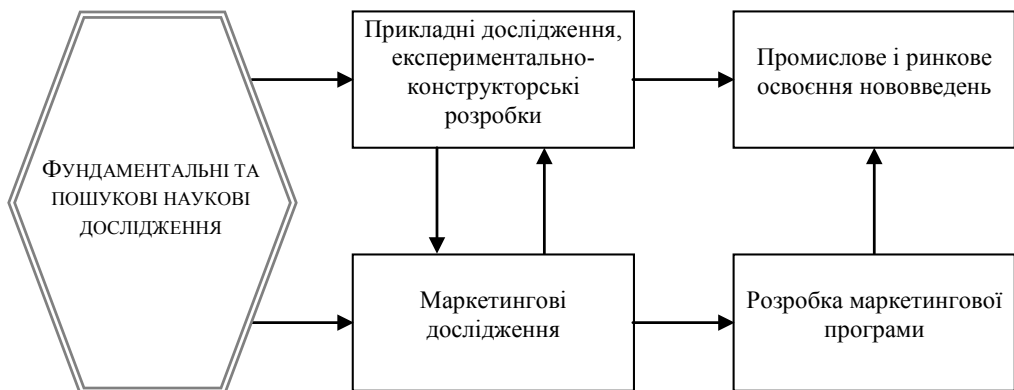 ФУНДАМЕНТАЛЬНІ ТА
ПОШУКОВІ НАУКОВІ
ДОСЛІДЖЕННЯ
Прикладні дослідження,
експериментально-
конструкторські
розробки
Промислове і ринкове
освоєння нововведень
Маркетингові
дослідження
Розробка маркетингової
програми